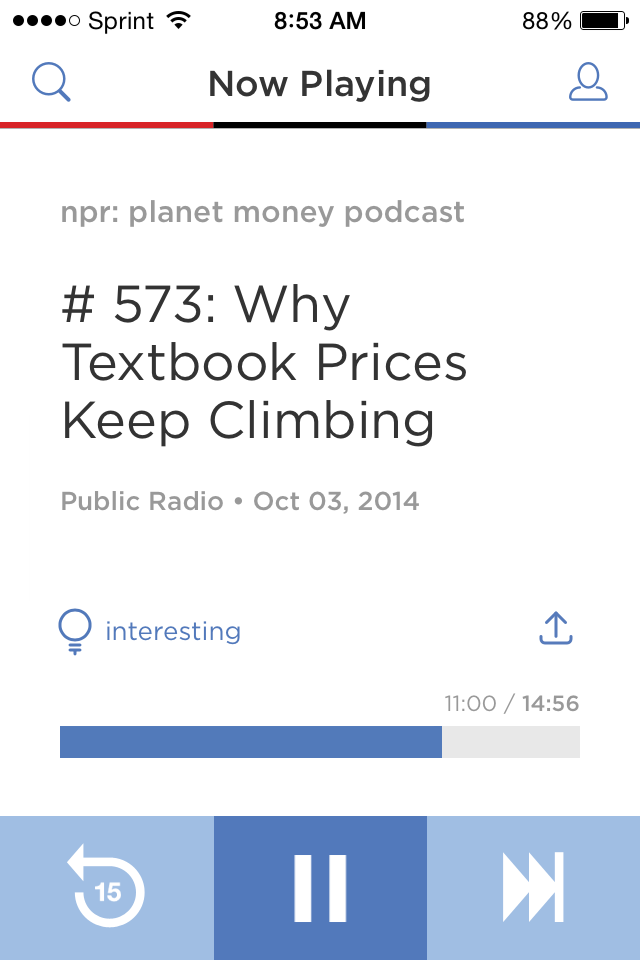 Sprint 8:53 AM 88%
Now Playing
npr: planet money podcast
# 573: Why
Textbook Prices
Keep Climbing
Public Radio • Oct 03, 2014
interesting
11:00 / 14:56
15